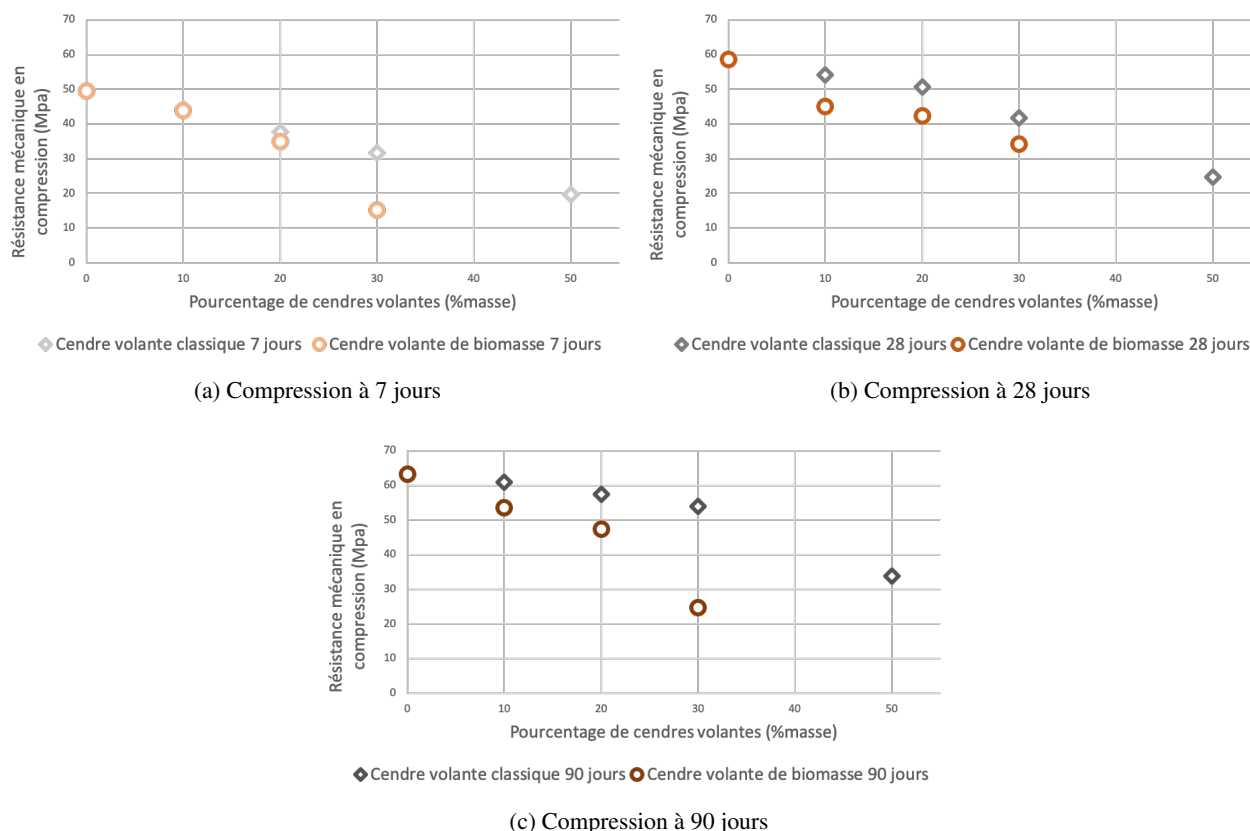 70
60
50
40
30
20
10
0
Résistance mécanique en
compression (Mpa)
0 10 20 30 40 50
Pourcentage de cendres volantes (%masse)
Cendre volante classique 7 jours Cendre volante de biomasse 7 jours
(a) Compression à 7 jours
70
60
50
40
30
20
10
0
Résistance mécanique en
compression (Mpa)
0 10 20 30 40 50
Pourcentage de cendres volantes (%masse)
Cendre volante classique 28 jours Cendre volante de biomasse 28 jours
(b) Compression à 28 jours
70
60
50
40
30
20
10
0
Résistance mécanique en
compression (Mpa)
0 10 20 30 40 50
Pourcentage de cendres volantes (%masse)
Cendre volante classique 90 jours Cendre volante de biomasse 90 jours
(c) Compression à 90 jours